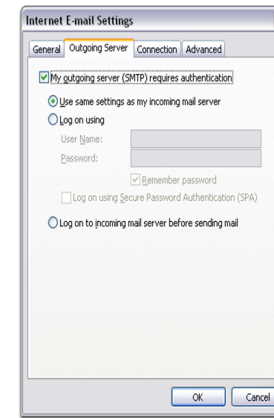 Internet E-mail Settings
General Outgoing Server Connection Advanced
My outgoing server (SMTP) requires authentication
Use same settings as my incoming mail server
Log on using
User Name:
Password:
Remember password
Log on using Secure Password Authentication (SPA)
Log on to incoming mail server before sending mail
OK Cancel